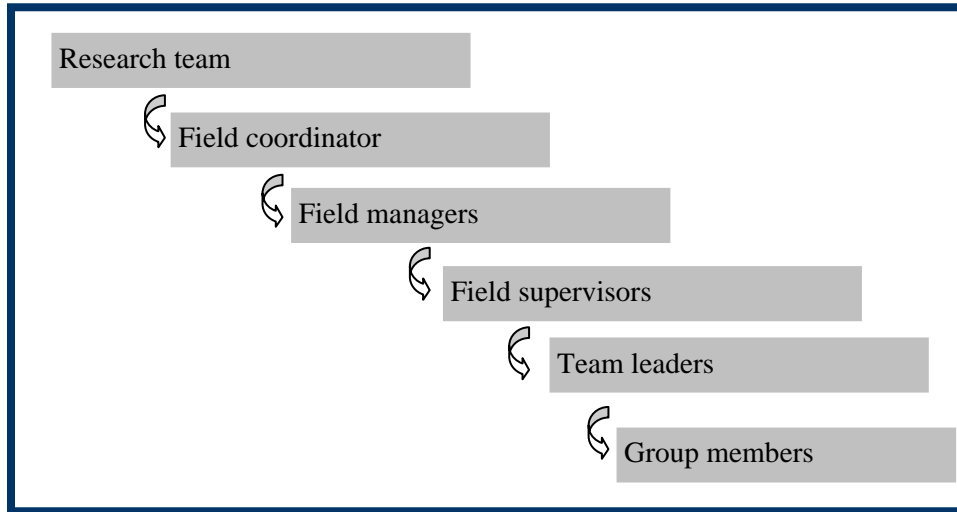 Research team
Field coordinator
Field managers
Field supervisors
Team leaders
Group members